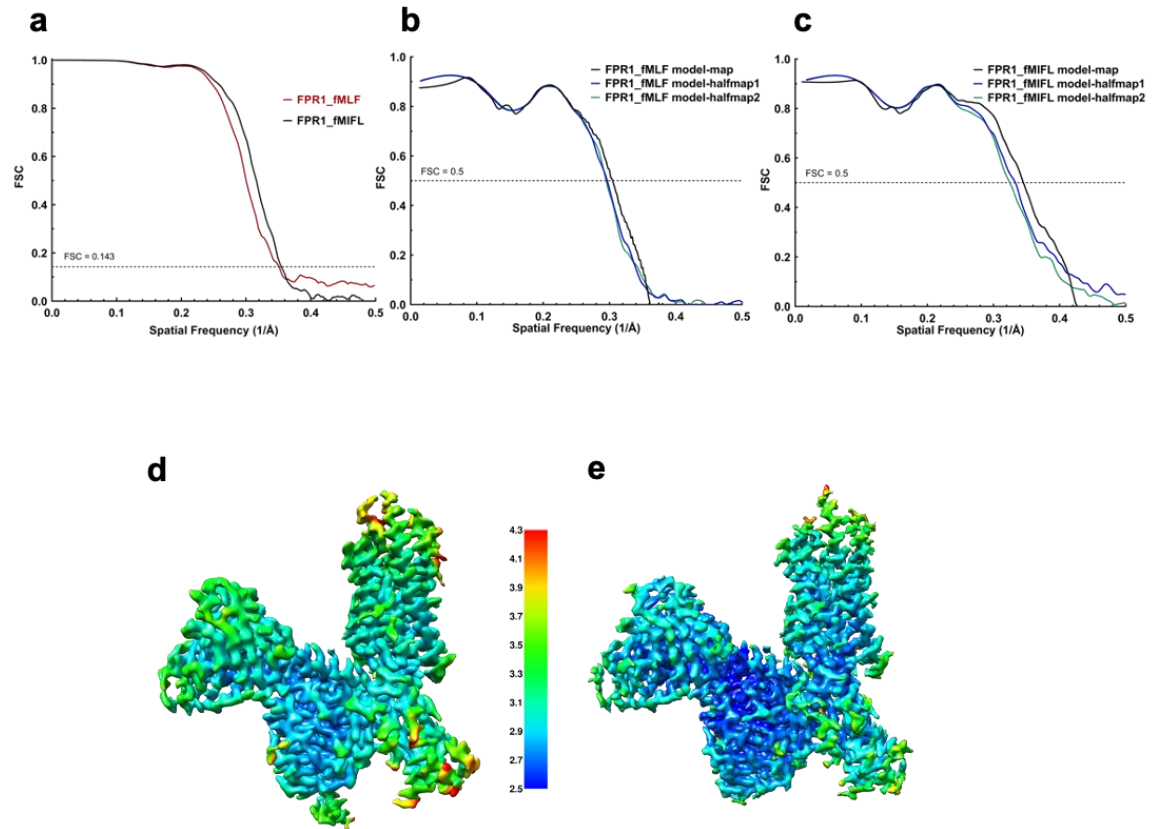 a
1.0
0.8
0.6
0.4
0.2
0.0
FSC
FPR1_fMLF
FPR1_fMIFL
FSC = 0.143
0.0 0.1 0.2 0.3 0.4 0.5
Spatial Frequency (1/Å)
b
1.0
0.8
0.6
0.4
0.2
0.0
FSC
FPR1_fMLF model-map
FPR1_fMLF model-halfmap1
FPR1_fMLF model-halfmap2
FSC = 0.5
0.0 0.1 0.2 0.3 0.4 0.5
Spatial Frequency (1/Å)
c
1.0
0.8
0.6
0.4
0.2
0.0
FSC
FPR1_fMIFL model-map
FPR1_fMIFL model-halfmap1
FPR1_fMIFL model-halfmap2
FSC = 0.5
0.0 0.1 0.2 0.3 0.4 0.5
Spatial Frequency (1/Å)
d
4.3
4.1
3.9
3.7
3.5
3.3
3.1
2.9
2.7
2.5
e